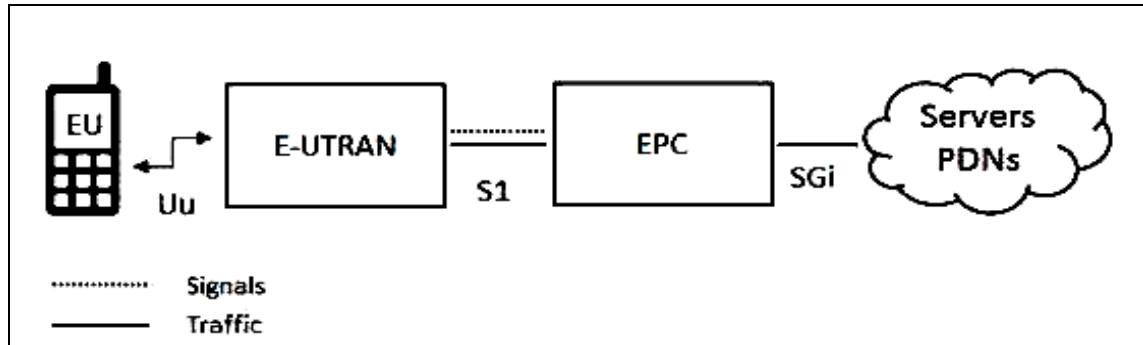 EU
Uu
E-UTRAN
S1
EPC
SGi
Servers
PDNs
Signals
Traffic